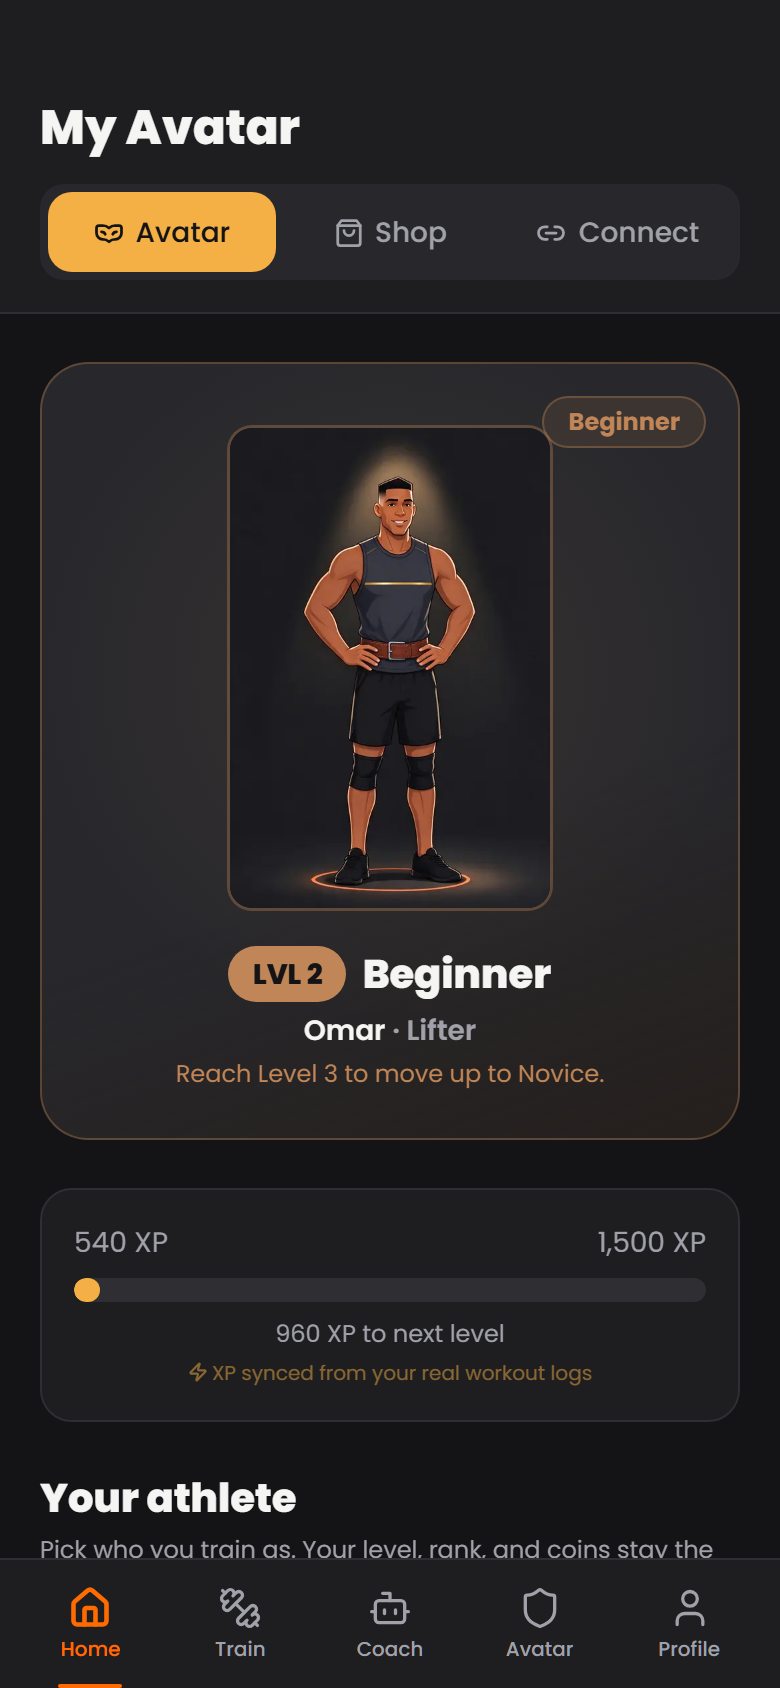 My Avatar
Avatar
Shop
Connect
Beginner
LVL 2
Beginner
Omar · Lifter
Reach Level 3 to move up to Novice.
540 XP
1,500 XP
960 XP to next level
XP synced from your real workout logs
Your athlete
Pick who you train as. Your level, rank, and coins stay the
Home
Train
Coach
Avatar
Profile